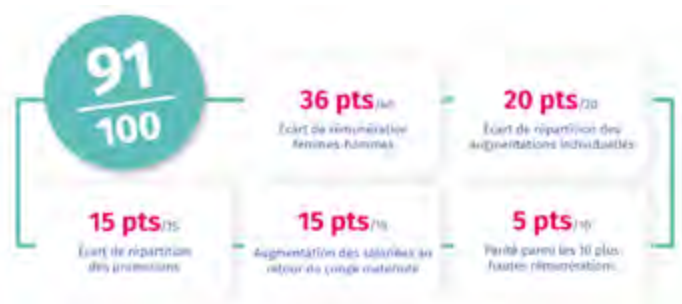 91
100
36 pts/40
Écart de rémunération
femmes-hommes
20 pts/20
Écart de répartition des
augmentations individuelles
15 pts/15
Écart de répartition
des promotions
15 pts/15
Augmentation des salariées au
retour du congé maternité
5 pts/10
Parité parmi les 10 plus
hautes rémunérations